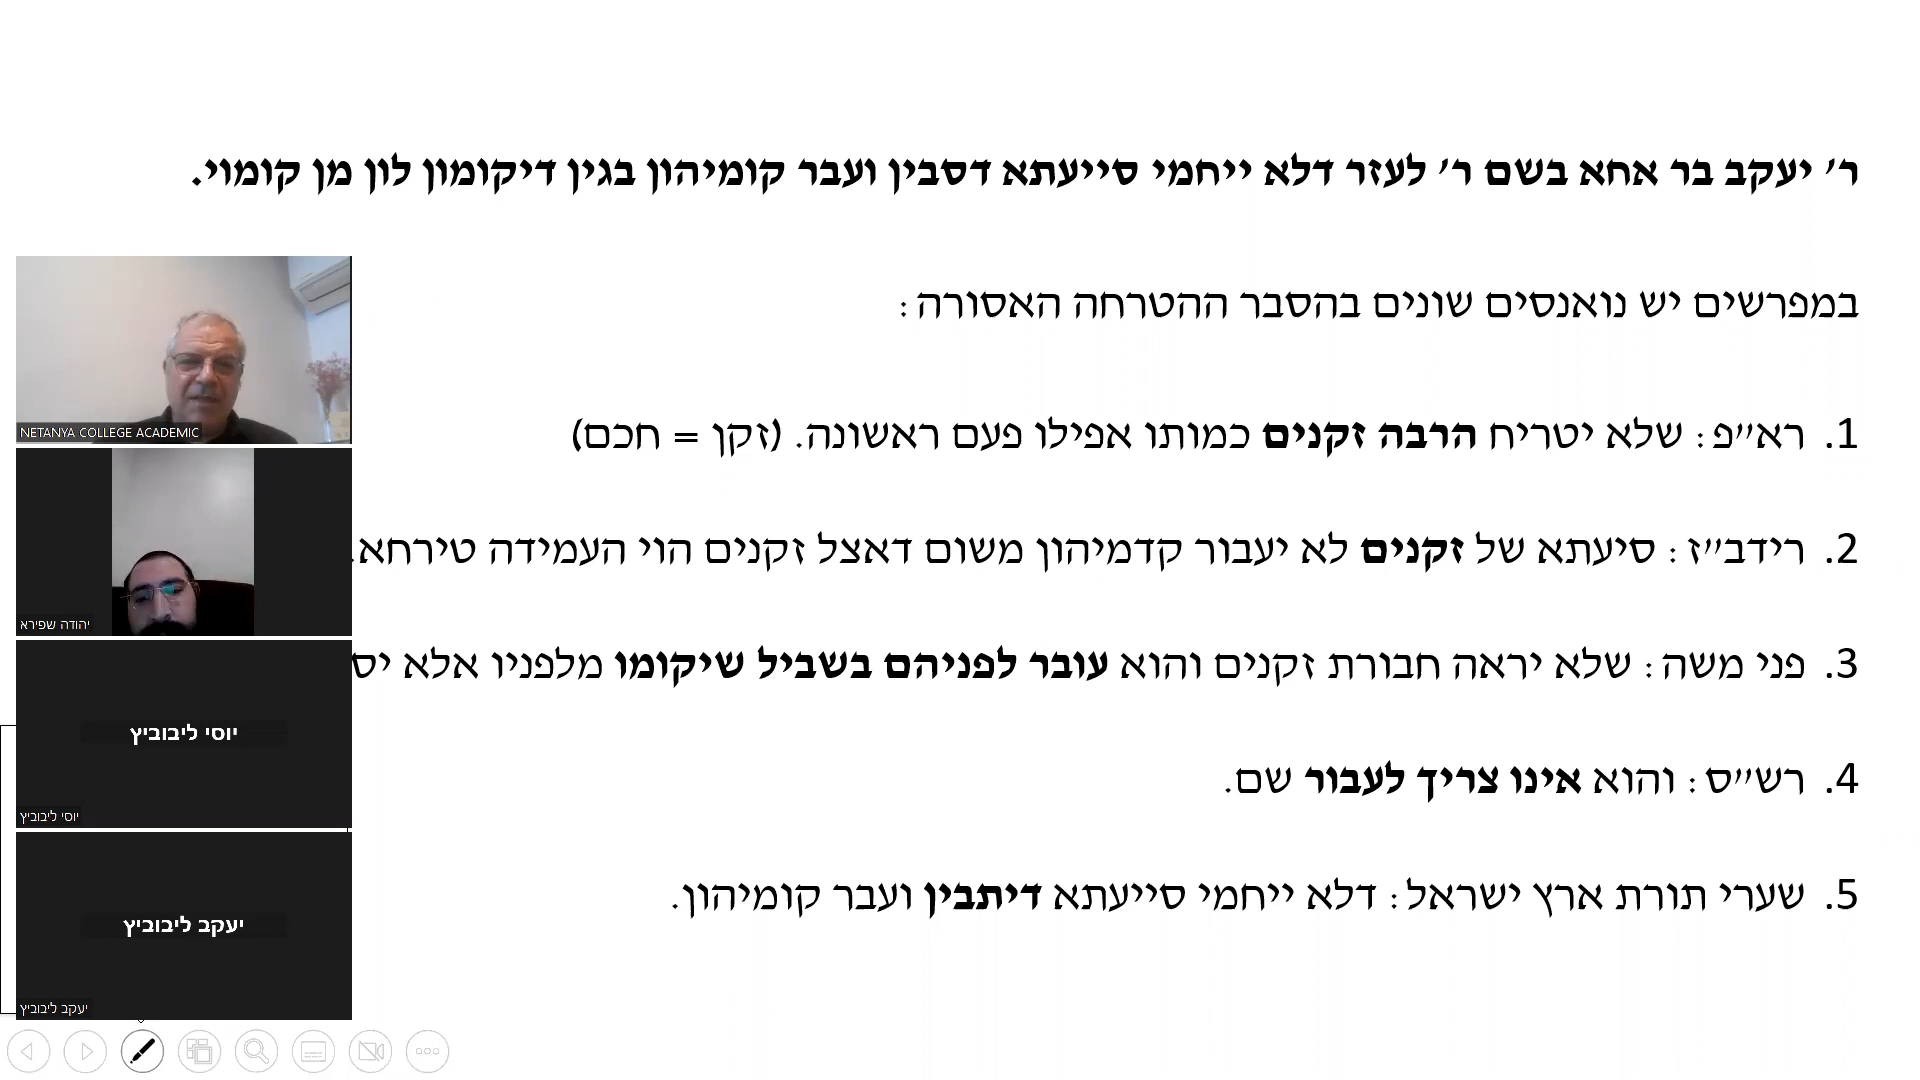 ר׳ יעקב בר אחא בשם ר׳ לעזר דלא ייחמי סייעתא דסבין ועבר קומיהון בגין דיקומון לון מן קומוי.
במפרשים יש נואנסים שונים בהסבר ההטרחה האסורה:
1. רא״פ: שלא יטריח הרבה זקנים כמותו אפילו פעם ראשונה. (זקן = חכם)
2. רידב״ז: סיעתא של זקנים לא יעבור קדמיהון משום דאצל זקנים הוי העמידה טירחא.
3. פני משה: שלא יראה חבורת זקנים והוא עובר לפניהם בשביל שיקומו מלפניו אלא יס
4. רש״ס: והוא אינו צריך לעבור שם.
5. שערי תורת ארץ ישראל: דלא ייחמי סייעתא דיתבין ועבר קומיהון.
NETANYA COLLEGE ACADEMIC
יהודה שפירא
יוסי ליבוביץ
יוסי ליבוביץ
יעקב ליבוביץ
יעקב ליבוביץ